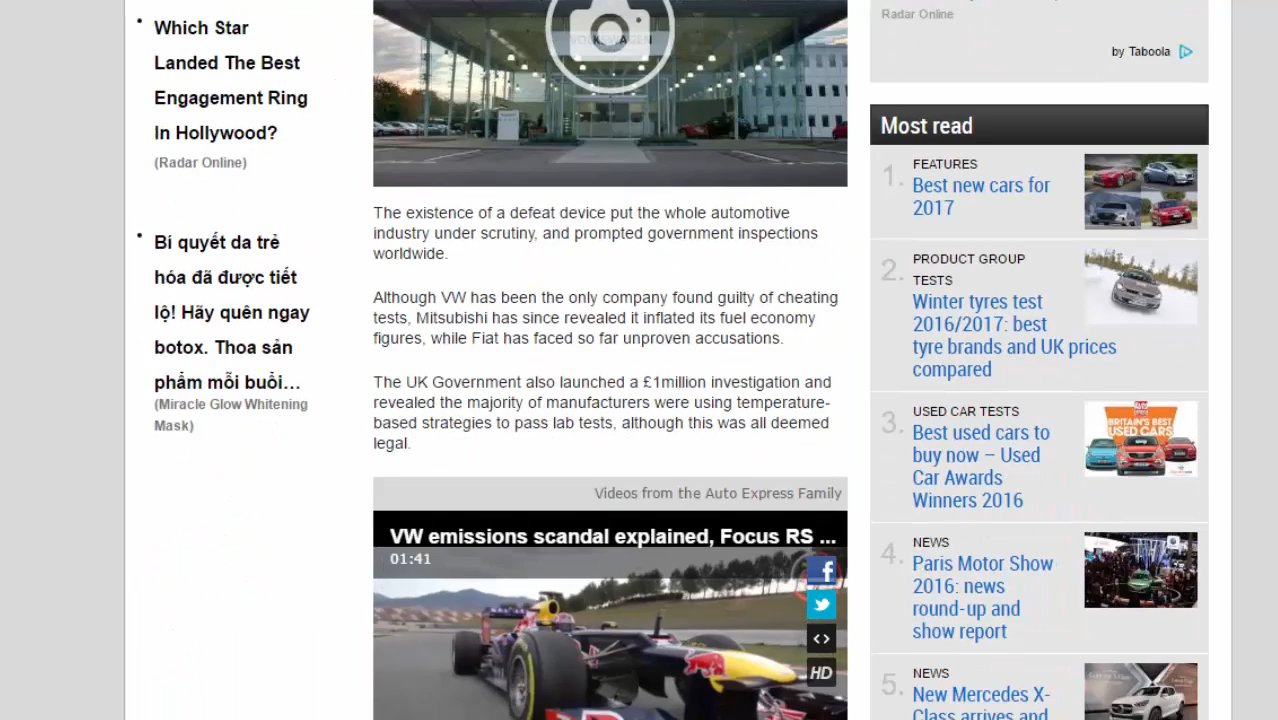 Which Star
Landed The Best
Engagement Ring
In Hollywood?
(Radar Online)
Bí quyết da trẻ
hóa đã được tiết
lộ! Hãy quên ngay
botox. Thoa sản
phẩm mỗi buổi...
(Miracle Glow Whitening
Mask)
VOLKSWAGEN
The existence of a defeat device put the whole automotive
industry under scrutiny, and prompted government inspections
worldwide.
Although VW has been the only company found guilty of cheating
tests, Mitsubishi has since revealed it inflated its fuel economy
figures, while Fiat has faced so far unproven accusations.
The UK Government also launched a £1million investigation and
revealed the majority of manufacturers were using temperature-
based strategies to pass lab tests, although this was all deemed
legal.
Videos from the Auto Express Family
VW emissions scandal explained, Focus RS ...
01:41
HD
Radar Online
by Taboola
Most read
1.
FEATURES
Best new cars for
2017
2.
PRODUCT GROUP
TESTS
Winter tyres test
2016/2017: best
tyre brands and UK prices
compared
3.
USED CAR TESTS
Best used cars to
buy now – Used
Car Awards
Winners 2016
BRITAIN'S BEST
USED CARS
4.
NEWS
Paris Motor Show
2016: news
round-up and
show report
5.
NEWS
New Mercedes X-
Class arrives and